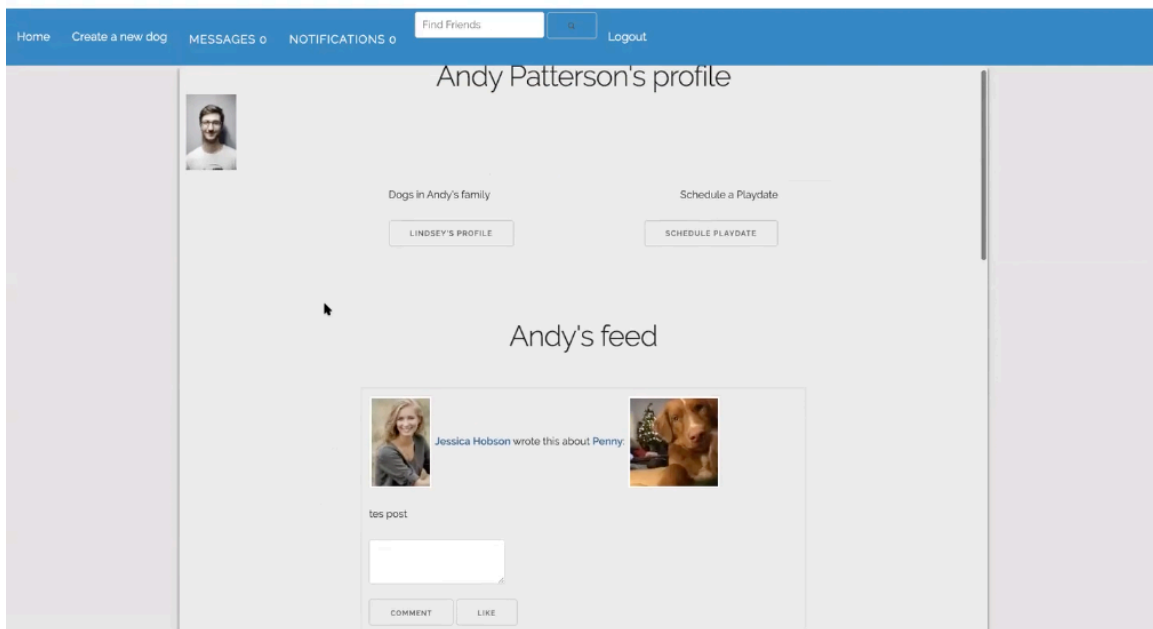 Home Create a new dog MESSAGES 0 NOTIFICATIONS 0 Find Friends Logout
Andy Patterson's profile
Dogs in Andy's family Schedule a Playdate
LINDSEY'S PROFILE SCHEDULE PLAYDATE
Andy's feed
Jessica Hobson wrote this about Penny:
tes post
COMMENT LIKE